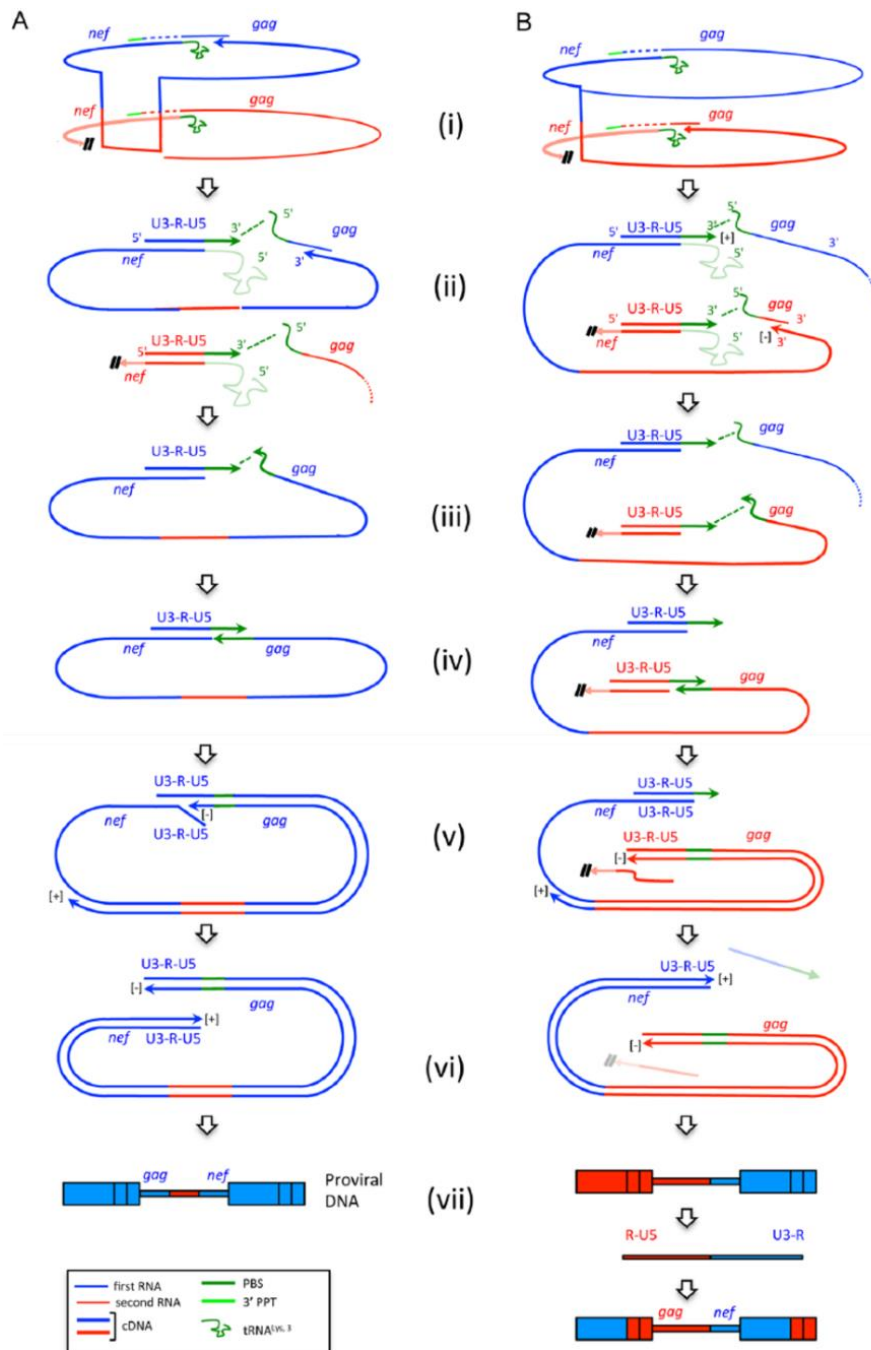 A
B
nef
gag
nef
gag
(i)
nef
gag
nef
gag
U3-R-U5
5'
3'
5'
gag
5'
3'
nef
(ii)
U3-R-U5
5'
3'
5'
gag
5'
nef
U3-R-U5
5'
3'
5'
gag
[+]
5'
3'
nef
U3-R-U5
5'
3'
5'
gag
3'
[-]
3'
5'
nef
U3-R-U5
gag
nef
(iii)
U3-R-U5
gag
nef
U3-R-U5
gag
U3-R-U5
nef
gag
(iv)
U3-R-U5
nef
U3-R-U5
gag
U3-R-U5
nef
[-]
gag
U3-R-U5
[+]
(v)
U3-R-U5
nef
U3-R-U5
U3-R-U5
gag
[-]
[+]
U3-R-U5
[-]
gag
[+]
nef
U3-R-U5
(vi)
U3-R-U5
[+]
nef
gag
[-]
gag
nef
Proviral
DNA
(vii)
R-U5
U3-R
gag
nef
first RNA
second RNA
cDNA
PBS
3' PPT
tRNA^LYS, 3